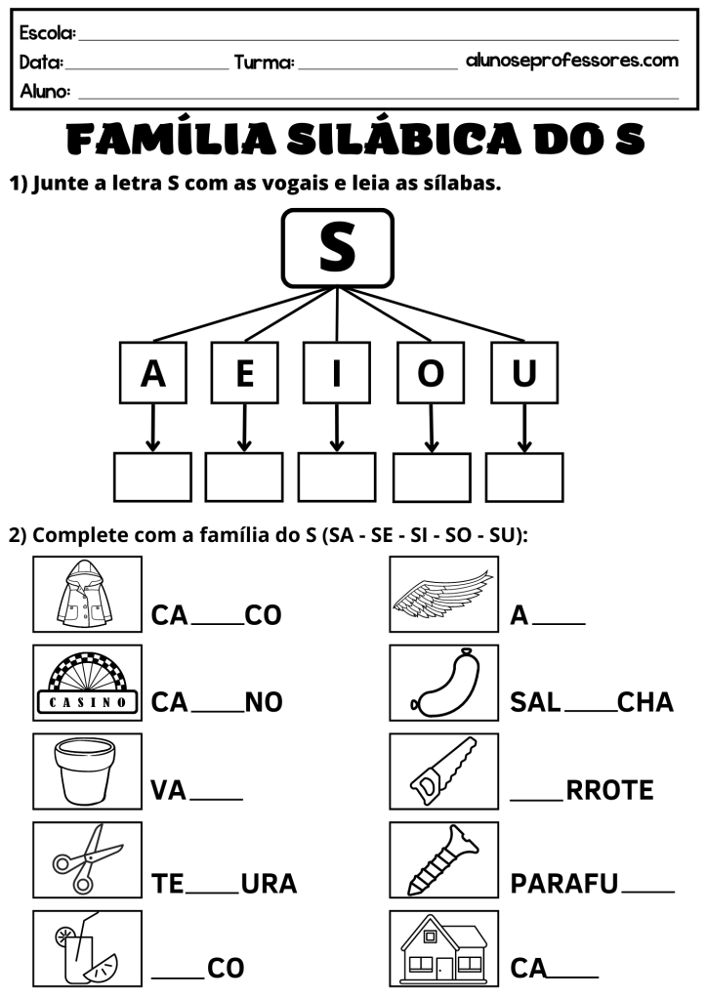 Escola:
Data: Turma: alunoseprofessores.com
Aluno:
FAMÍLIA SILÁBICA DO S
1) Junte a letra S com as vogais e leia as sílabas.
S
A E I O U
2) Complete com a família do S (SA - SE - SI - SO - SU):
CA____CO
A____
CASINO
CA____NO
SAL____CHA
VA____
____RROTE
TE____URA
PARAFU____
____CO
CA____